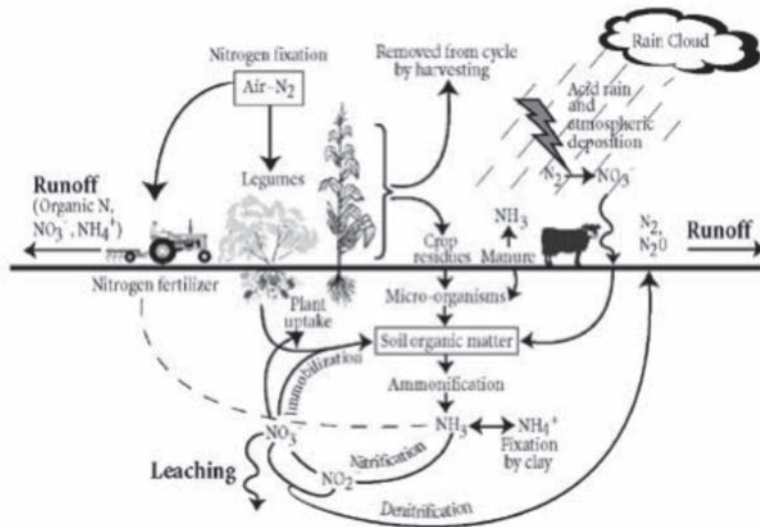 Rain Cloud
Nitrogen fixation
Air-N₂
Removed from cycle
by harvesting
Acid rain
and
atmospheric
deposition
N₂
NO₃⁻
Legumes
Runoff
(Organic N,
NO₃⁻, NH₄⁺)
NH₃
Crop
residues
Manure
N₂,
N₂O
Runoff
Nitrogen fertilizer
Plant
uptake
Micro-organisms
Soil organic matter
Immobilization
Ammonification
NO₃⁻
NH₃
NH₄⁺
Fixation
by clay
Nitrification
Leaching
NO₂⁻
Denitrification